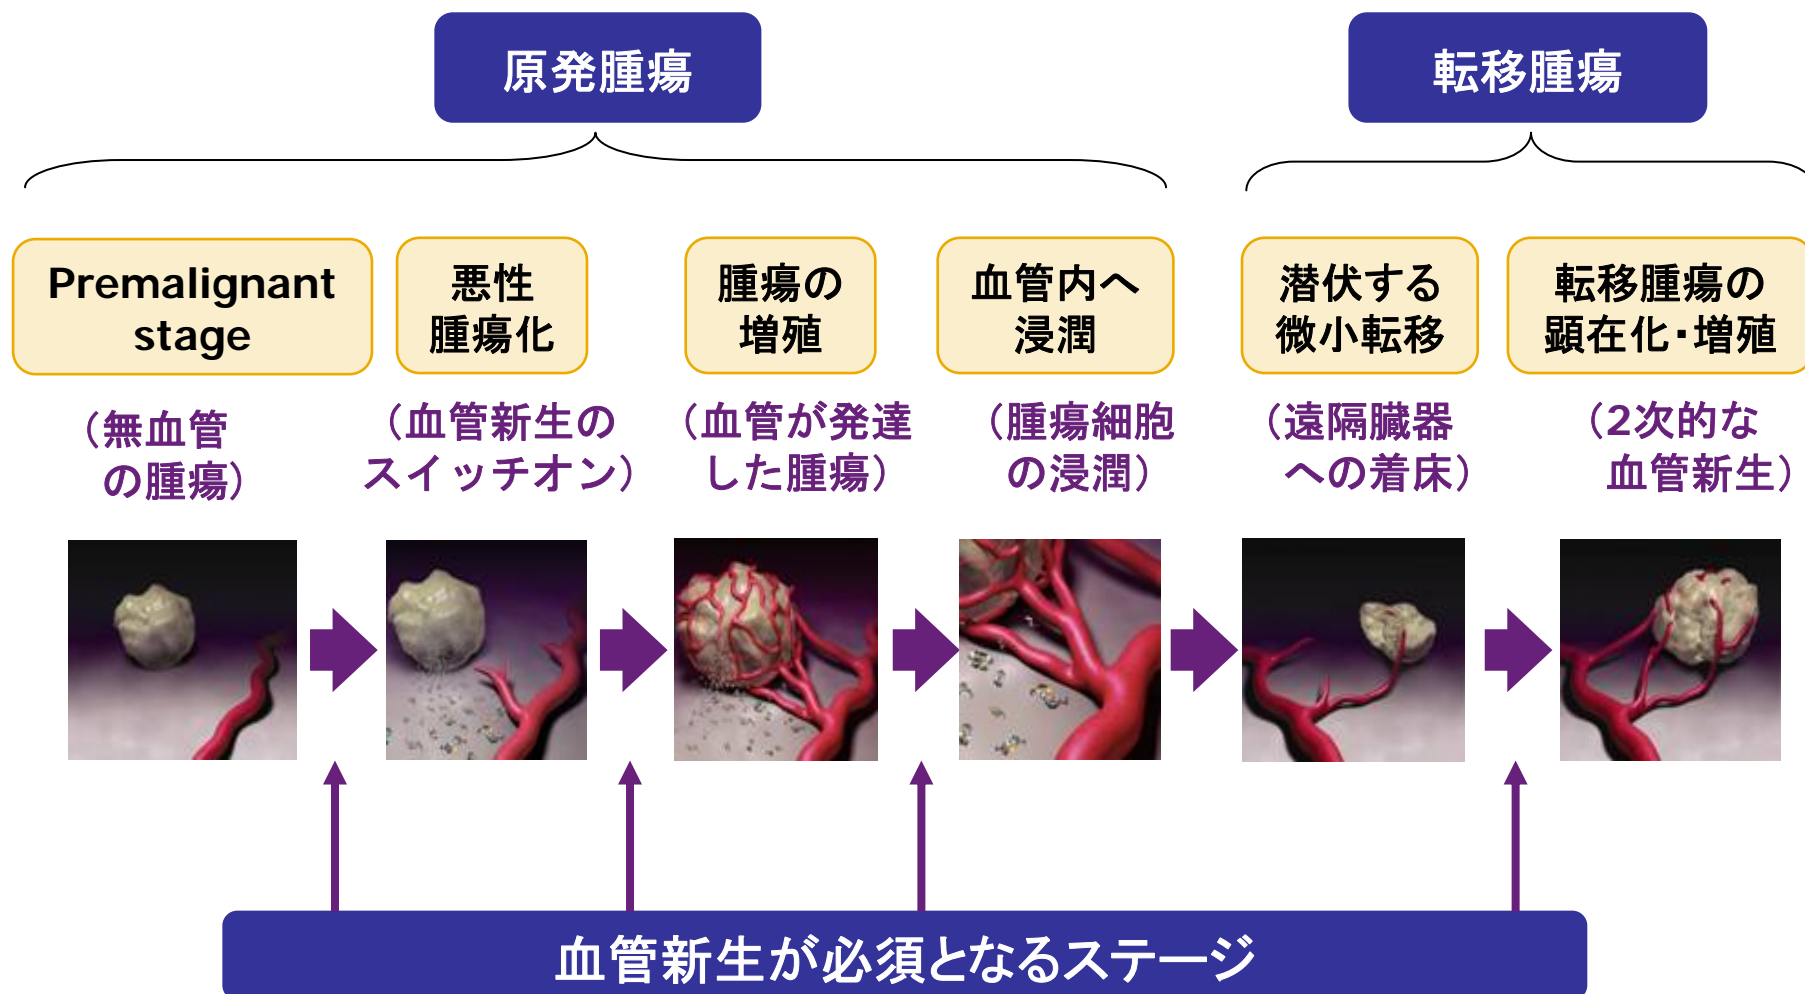 原発腫瘍
転移腫瘍
Premalignant
stage
悪性
腫瘍化
腫瘍の
増殖
血管内へ
浸潤
潜伏する
微小転移
転移腫瘍の
顕在化・増殖
（無血管
の腫瘍）
（血管新生の
スイッチオン）
（血管が発達
した腫瘍）
（腫瘍細胞
の浸潤）
（遠隔臓器
への着床）
（2次的な
血管新生）
血管新生が必須となるステージ